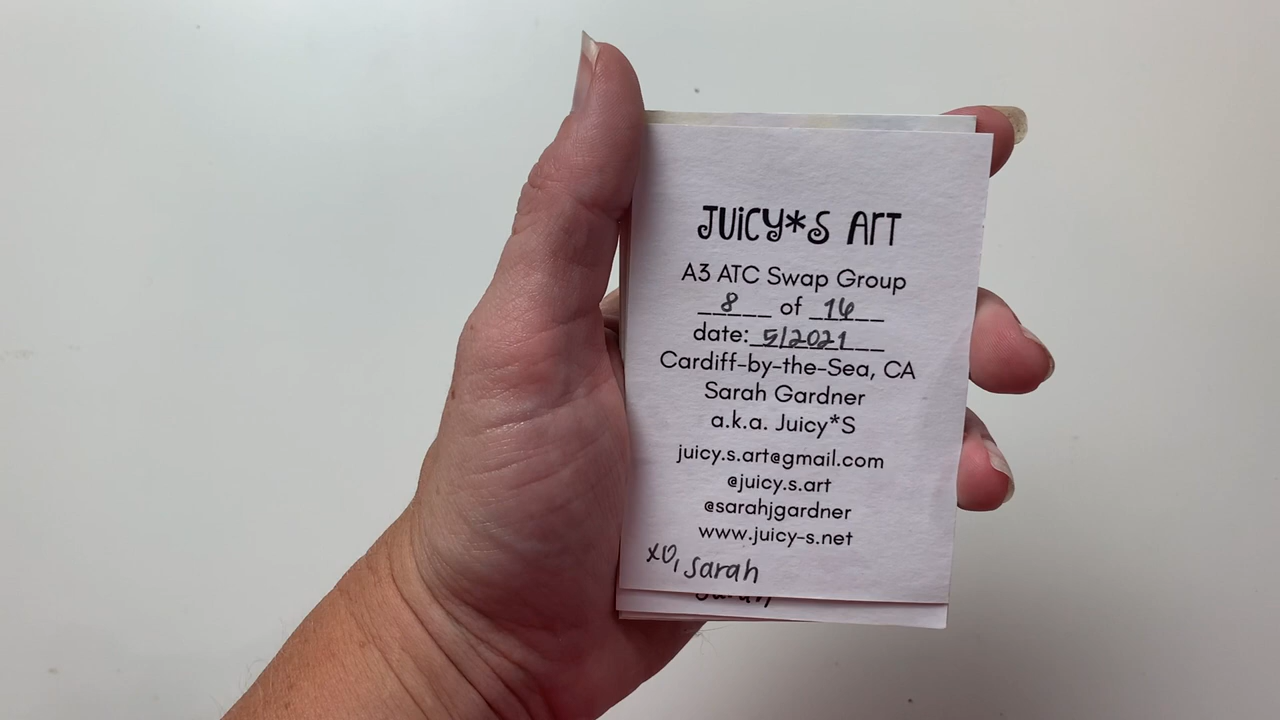 JUiCY*S ArT
A3 ATC Swap Group
8 of 16
date: 5/2021
Cardiff-by-the-Sea, CA
Sarah Gardner
a.k.a. Juicy*S
juicy.s.art@gmail.com
@juicy.s.art
@sarahjgardner
www.juicy-s.net
xo, sarah